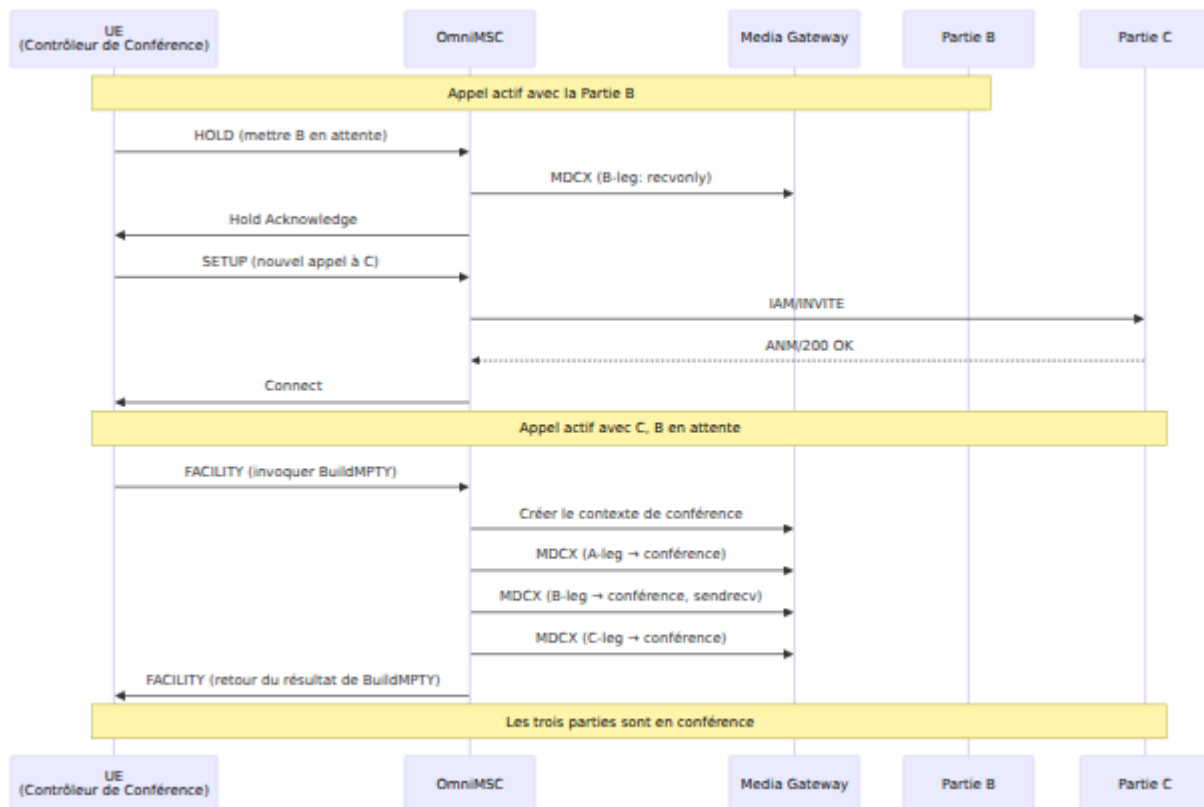 UE
(Contrôleur de Conférence)
OmniMSC
Media Gateway
Partie B
Partie C
Appel actif avec la Partie B
HOLD (mettre B en attente)
MDCX (B-leg: recvonly)
Hold Acknowledge
SETUP (nouvel appel à C)
IAM/INVITE
ANM/200 OK
Connect
Appel actif avec C, B en attente
FACILITY (invoquer BuildMPTY)
Créer le contexte de conférence
MDCX (A-leg → conférence)
MDCX (B-leg → conférence, sendrecv)
MDCX (C-leg → conférence)
FACILITY (retour du résultat de BuildMPTY)
Les trois parties sont en conférence
UE
(Contrôleur de Conférence)
OmniMSC
Media Gateway
Partie B
Partie C